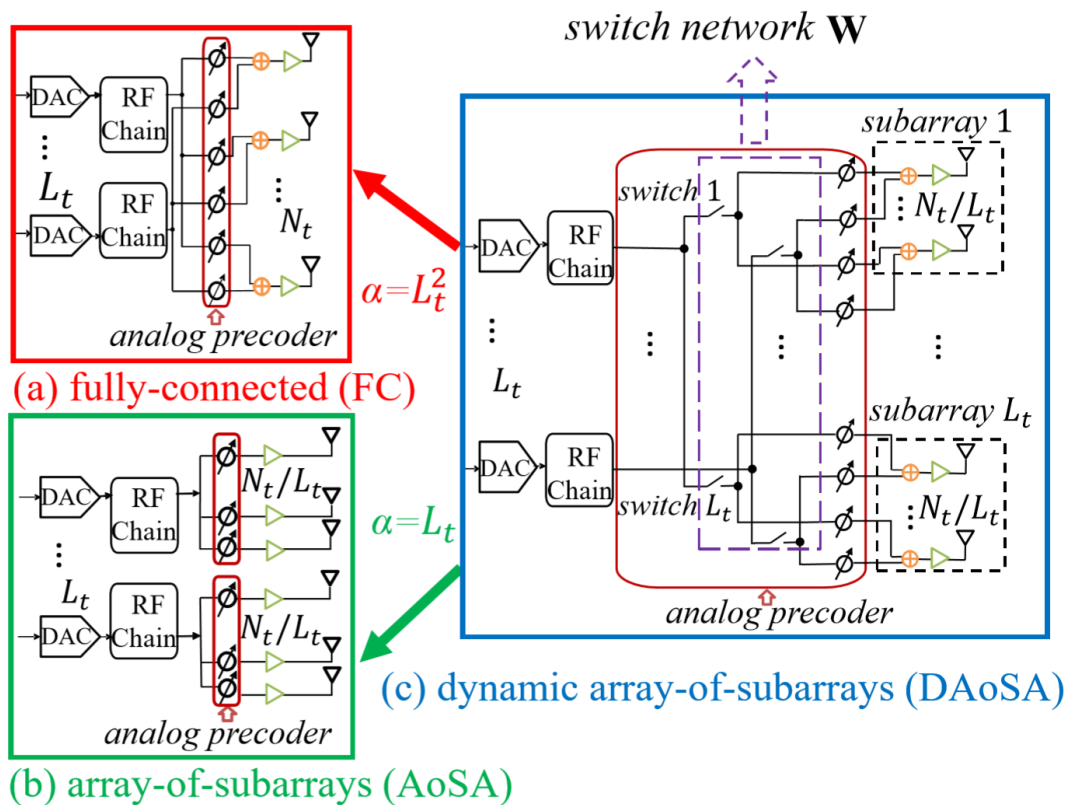 switch network W
DAC
RF
Chain
⋮
L_t
DAC
RF
Chain
⋮
N_t
analog precoder
(a) fully-connected (FC)
α=L_t^2
α=L_t
DAC
RF
Chain
N_t/L_t
⋮
L_t
DAC
RF
Chain
N_t/L_t
analog precoder
(b) array-of-subarrays (AoSA)
subarray 1
switch 1
DAC
RF
Chain
⋮ N_t/L_t
⋮
L_t
⋮
⋮
⋮
subarray L_t
DAC
RF
Chain
switch L_t
⋮ N_t/L_t
analog precoder
(c) dynamic array-of-subarrays (DAoSA)